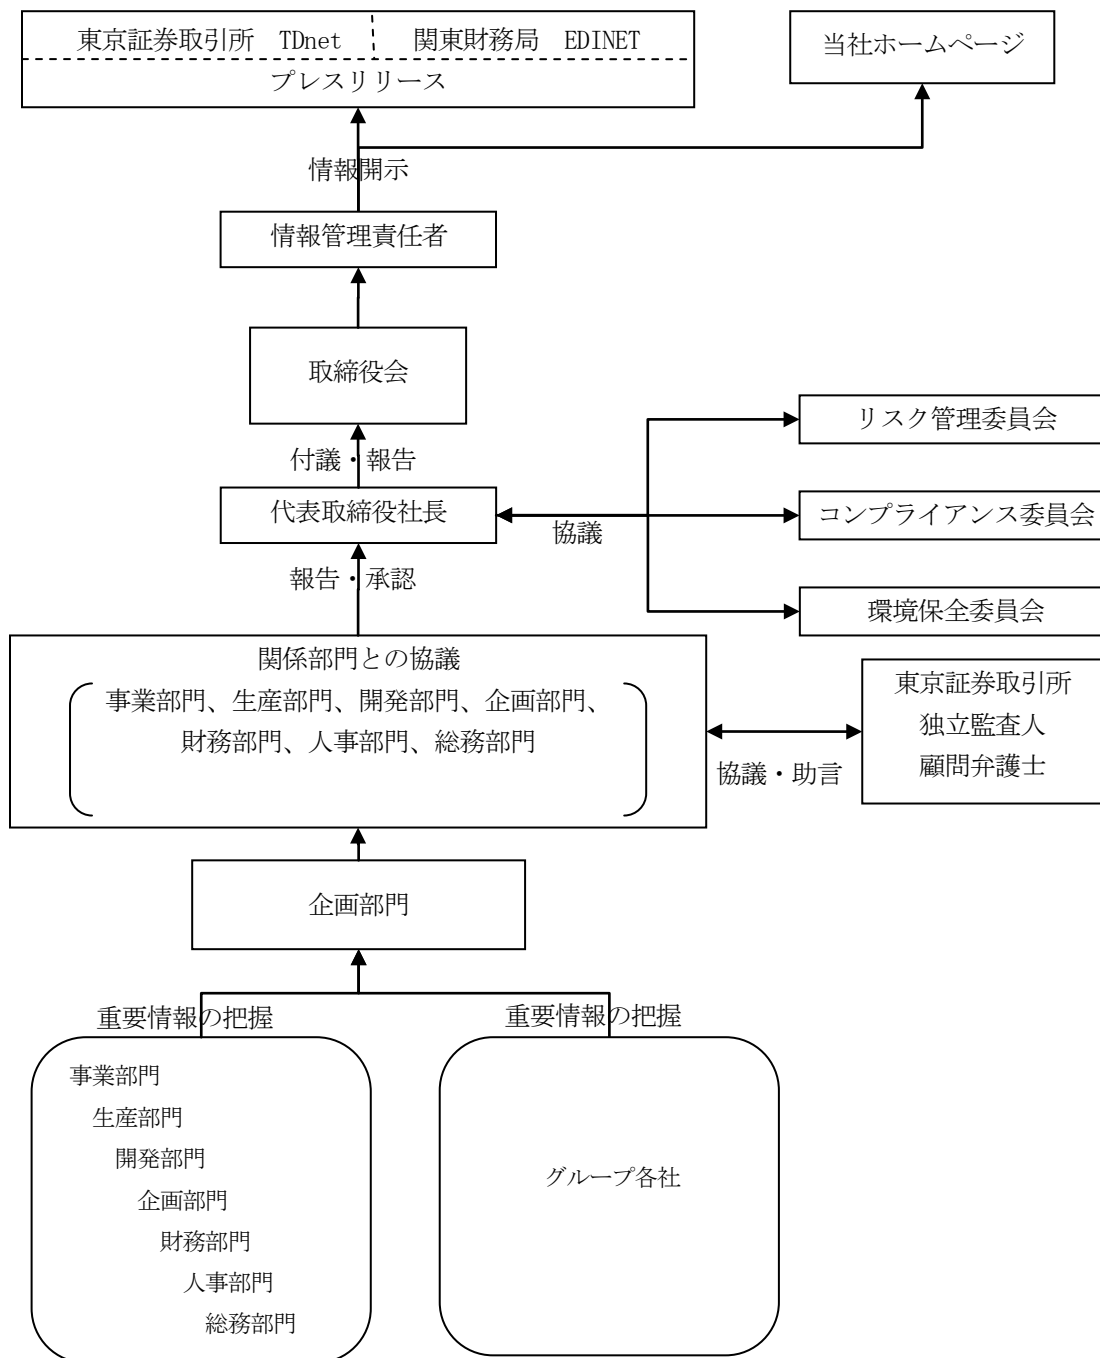 東京証券取引所　TDnet
関東財務局　EDINET
プレスリリース
当社ホームページ
情報開示
情報管理責任者
取締役会
付議・報告
代表取締役社長
協議
リスク管理委員会
コンプライアンス委員会
環境保全委員会
報告・承認
関係部門との協議
事業部門、生産部門、開発部門、企画部門、
財務部門、人事部門、総務部門
協議・助言
東京証券取引所
独立監査人
顧問弁護士
企画部門
重要情報の把握
重要情報の把握
事業部門
生産部門
開発部門
企画部門
財務部門
人事部門
総務部門
グループ各社